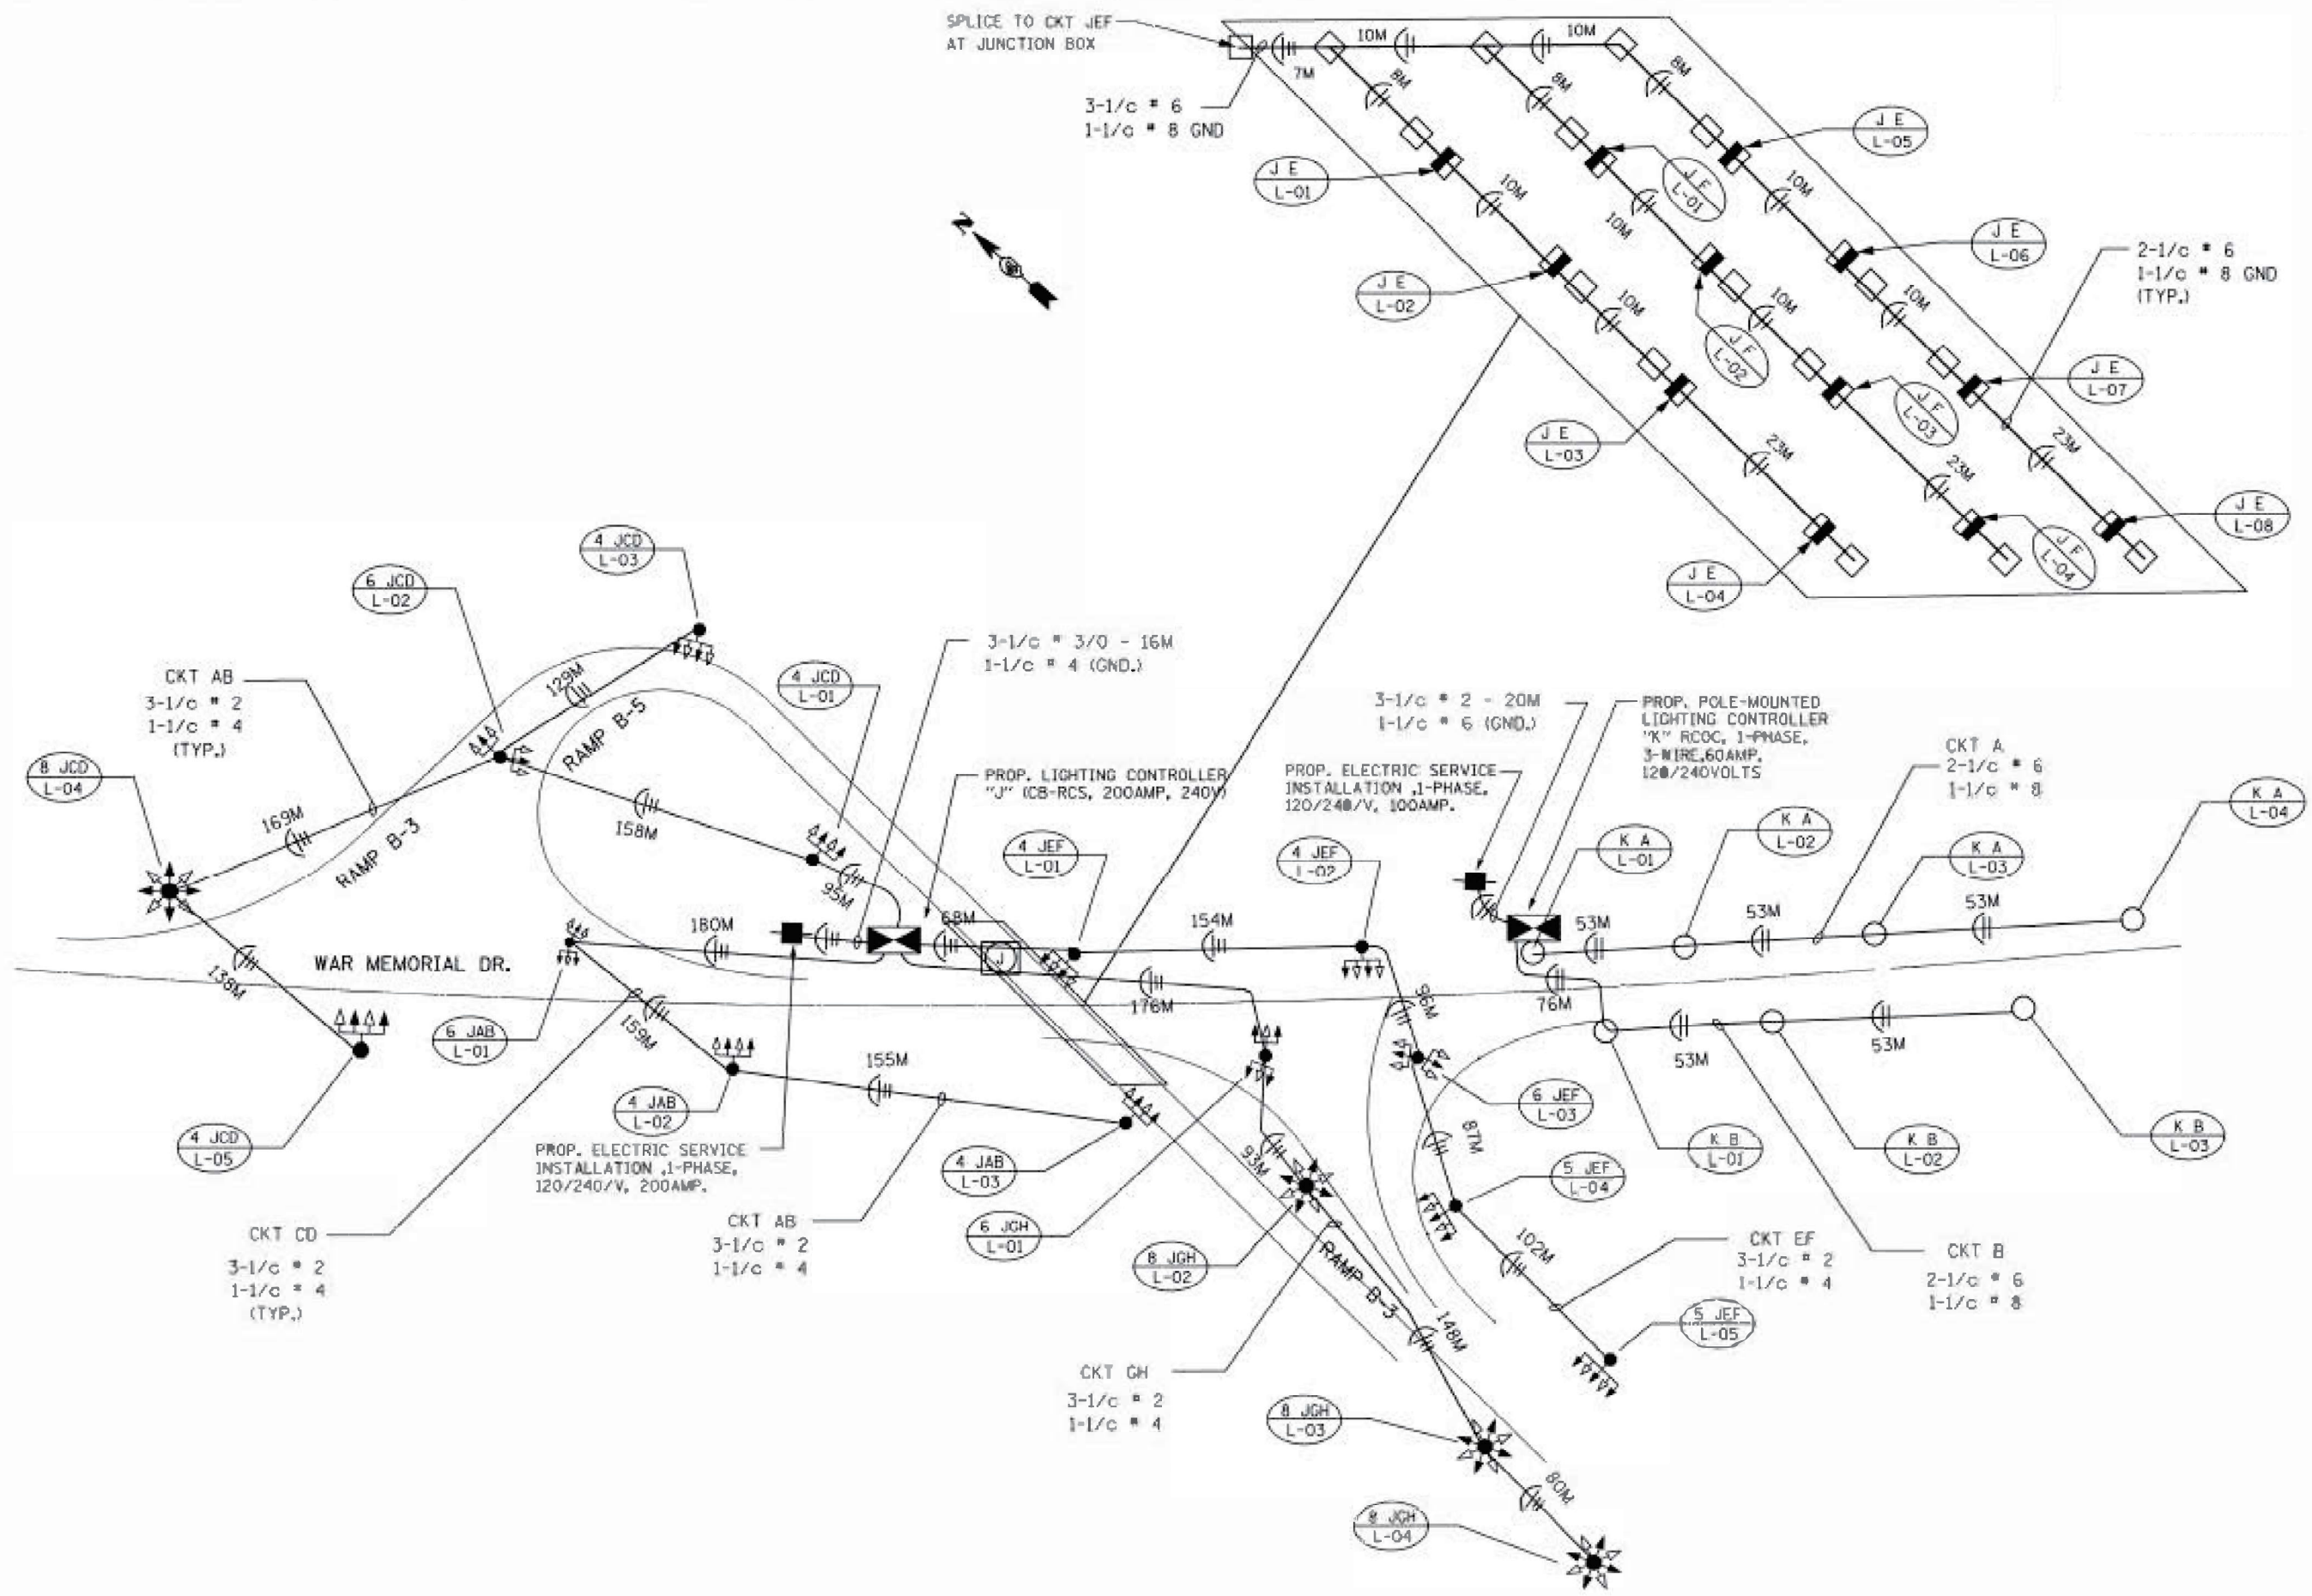 SPLICE TO CKT JEF
AT JUNCTION BOX
10M
10M
7M
8M
8M
8M
3-1/c # 6
1-1/c # 8 GND
J E
L-01
J F
L-01
J E
L-05
10M
10M
10M
J E
L-02
J F
L-02
J E
L-06
2-1/c # 6
1-1/c # 8 GND
(TYP.)
10M
10M
10M
J E
L-03
J F
L-03
J E
L-07
23M
23M
23M
J E
L-04
J F
L-04
J E
L-08
N
4 JCD
L-03
6 JCD
L-02
CKT AB
3-1/c # 2
1-1/c # 4
(TYP.)
129M
RAMP B-5
4 JCD
L-01
3-1/c # 3/0 - 16M
1-1/c # 4 (GND.)
8 JCD
L-04
169M
RAMP B-3
158M
95M
PROP. LIGHTING CONTROLLER
"J" (CB-RCS, 200AMP, 240V)
4 JEF
L-01
3-1/c # 2 - 20M
1-1/c # 6 (GND.)
PROP. ELECTRIC SERVICE
INSTALLATION ,1-PHASE,
120/240/V, 100AMP.
PROP. POLE-MOUNTED
LIGHTING CONTROLLER
"K" RCOC, 1-PHASE,
3-WIRE,60AMP,
120/240VOLTS
CKT A
2-1/c # 6
1-1/c # 8
4 JEF
L-02
K A
L-01
K A
L-02
K A
L-03
K A
L-04
180M
68M
J
154M
53M
53M
53M
WAR MEMORIAL DR.
138M
176M
96M
76M
53M
53M
4 JCD
L-05
6 JAB
L-01
159M
4 JAB
L-02
155M
PROP. ELECTRIC SERVICE
INSTALLATION ,1-PHASE,
120/240/V, 200AMP.
4 JAB
L-03
6 JGH
L-01
93M
87M
6 JEF
L-03
5 JEF
L-04
K B
L-01
K B
L-02
K B
L-03
CKT CD
3-1/c # 2
1-1/c # 4
(TYP.)
CKT AB
3-1/c # 2
1-1/c # 4
8 JGH
L-02
RAMP B-3
102M
CKT EF
3-1/c # 2
1-1/c # 4
CKT B
2-1/c # 6
1-1/c # 8
5 JEF
L-05
148M
CKT GH
3-1/c # 2
1-1/c # 4
8 JGH
L-03
80M
8 JGH
L-04